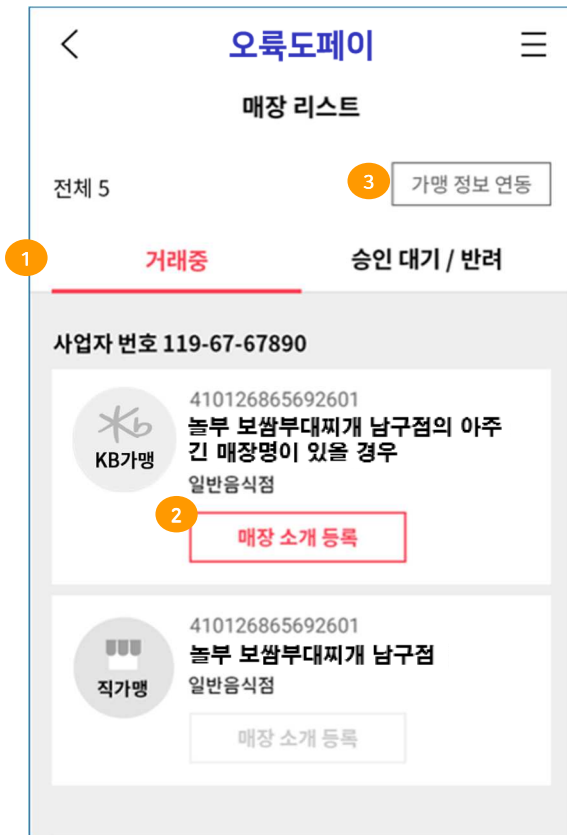 오륙도페이
매장 리스트
전체 5
3
가맹 정보 연동
1
거래중
승인 대기 / 반려
사업자 번호 119-67-67890
Kb
KB가맹
410126865692601
놀부 보쌈부대찌개 남구점의 아주
긴 매장명이 있을 경우
일반음식점
2
매장 소개 등록
직가맹
410126865692601
놀부 보쌈부대찌개 남구점
일반음식점
매장 소개 등록